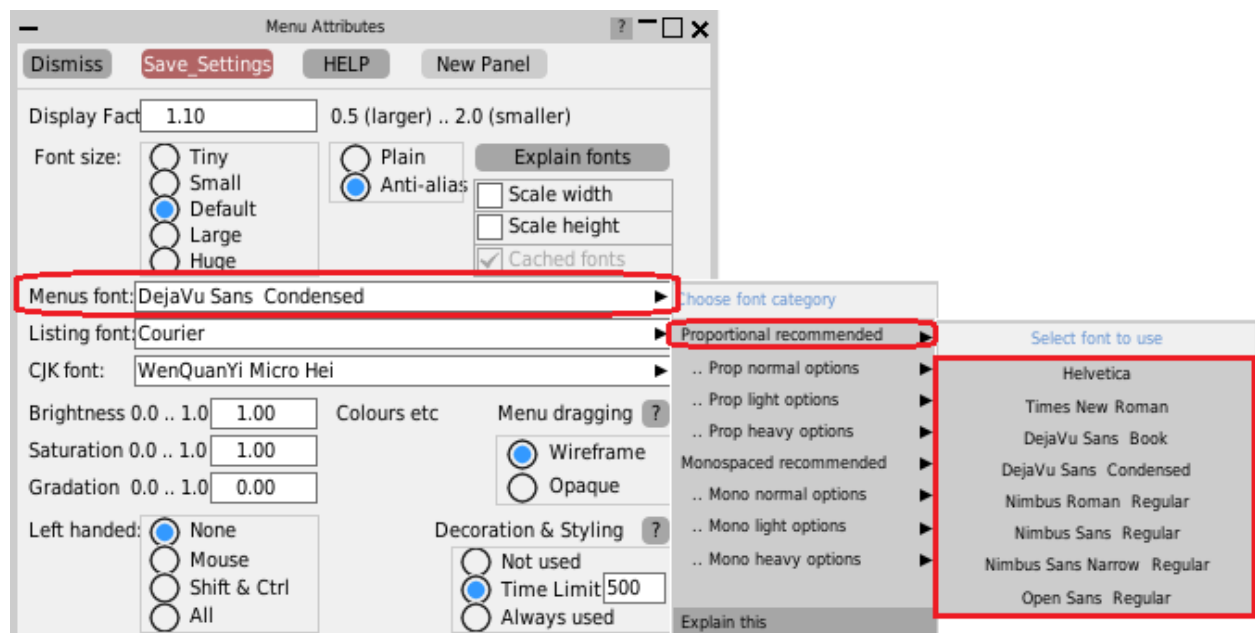 Menu Attributes ?
Dismiss Save_Settings HELP New Panel
Display Fact 1.10 0.5 (larger) .. 2.0 (smaller)
Font size: Tiny Plain Explain fonts
Small Anti-alias Scale width
Default
Large Scale height
Huge Cached fonts
Menus font: DejaVu Sans Condensed
Listing font: Courier
CJK font: WenQuanYi Micro Hei
Brightness 0.0 .. 1.0 1.00 Colours etc Menu dragging ?
Saturation 0.0 .. 1.0 1.00 Wireframe
Gradation 0.0 .. 1.0 0.00 Opaque
Left handed: None Decoration & Styling ?
Mouse Not used
Shift & Ctrl Time Limit 500
All Always used
Choose font category
Proportional recommended
.. Prop normal options
.. Prop light options
.. Prop heavy options
Monospaced recommended
.. Mono normal options
.. Mono light options
.. Mono heavy options
Explain this
Select font to use
Helvetica
Times New Roman
DejaVu Sans Book
DejaVu Sans Condensed
Nimbus Roman Regular
Nimbus Sans Regular
Nimbus Sans Narrow Regular
Open Sans Regular